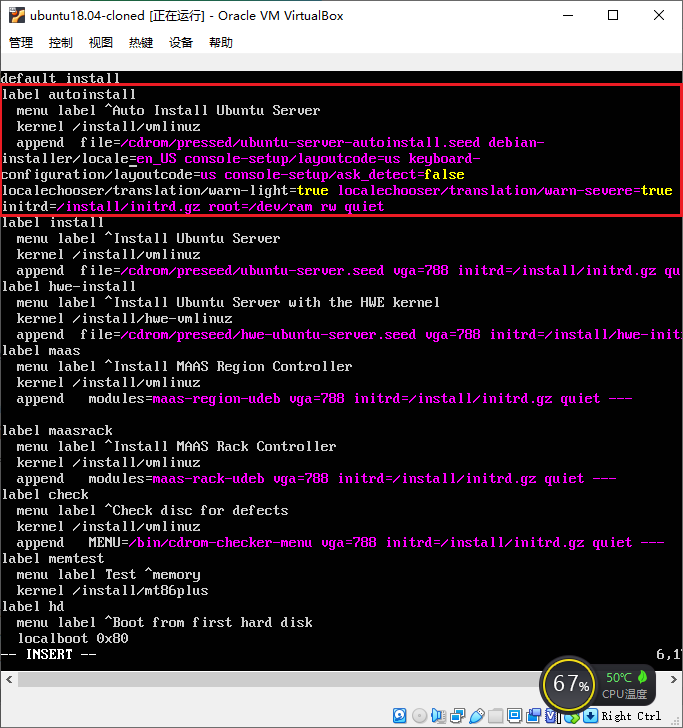 ubuntu18.04-cloned [正在运行] - Oracle VM VirtualBox
管理 控制 视图 热键 设备 帮助
default install
label autoinstall
  menu label ^Auto Install Ubuntu Server
  kernel /install/vmlinuz
  append  file=/cdrom/pressed/ubuntu-server-autoinstall.seed debian-
installer/locale=en_US console-setup/layoutcode=us keyboard-
configuration/layoutcode=us console-setup/ask_detect=false
localechooser/translation/warn-light=true localechooser/translation/warn-severe=true
initrd=/install/initrd.gz root=/dev/ram rw quiet
label install
  menu label ^Install Ubuntu Server
  kernel /install/vmlinuz
  append  file=/cdrom/preseed/ubuntu-server.seed vga=788 initrd=/install/initrd.gz qu
label hwe-install
  menu label ^Install Ubuntu Server with the HWE kernel
  kernel /install/hwe-vmlinuz
  append  file=/cdrom/preseed/hwe-ubuntu-server.seed vga=788 initrd=/install/hwe-init
label maas
  menu label ^Install MAAS Region Controller
  kernel /install/vmlinuz
  append   modules=maas-region-udeb vga=788 initrd=/install/initrd.gz quiet ---
label maasrack
  menu label ^Install MAAS Rack Controller
  kernel /install/vmlinuz
  append   modules=maas-rack-udeb vga=788 initrd=/install/initrd.gz quiet ---
label check
  menu label ^Check disc for defects
  kernel /install/vmlinuz
  append   MENU=/bin/cdrom-checker-menu vga=788 initrd=/install/initrd.gz quiet ---
label memtest
  menu label Test ^memory
  kernel /install/mt86plus
label hd
  menu label ^Boot from first hard disk
  localboot 0x80
-- INSERT -- 6,1
67% 50℃
CPU温度
Right Ctrl